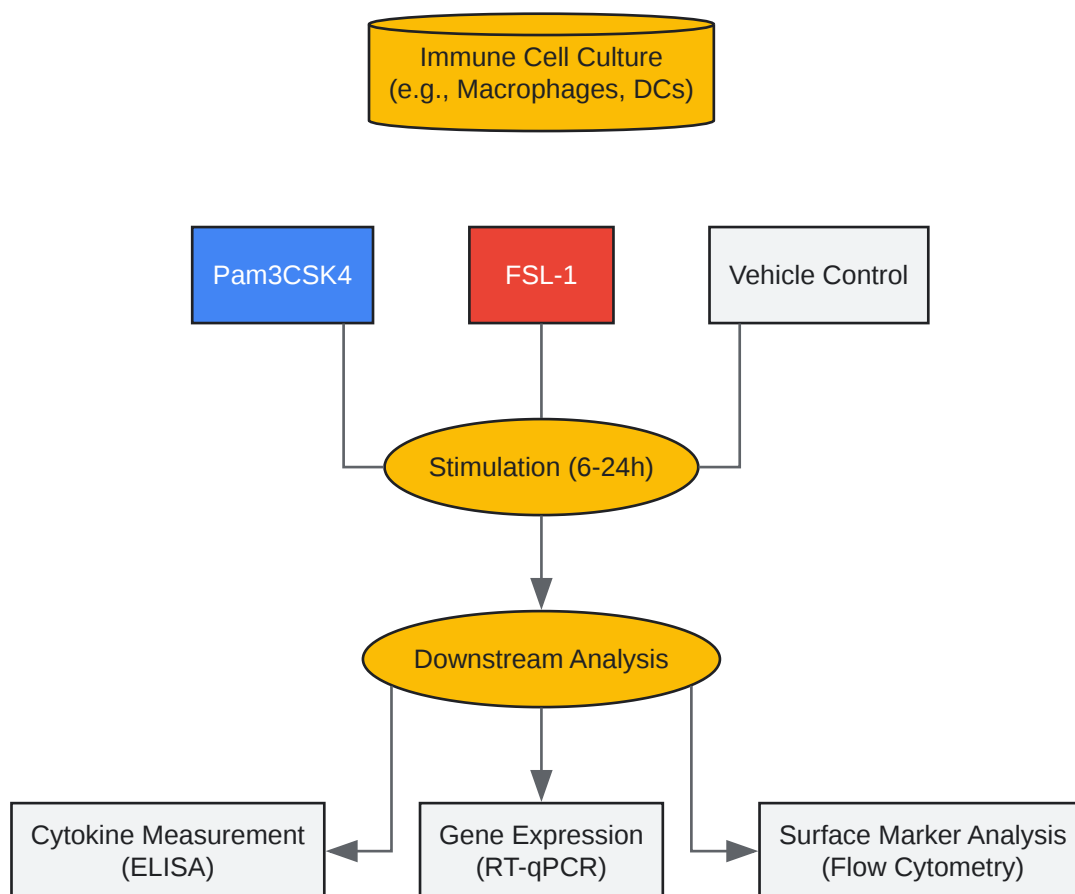 Immune Cell Culture
(e.g., Macrophages, DCs)
Pam3CSK4
FSL-1
Vehicle Control
Stimulation (6-24h)
Downstream Analysis
Cytokine Measurement
(ELISA)
Gene Expression
(RT-qPCR)
Surface Marker Analysis
(Flow Cytometry)